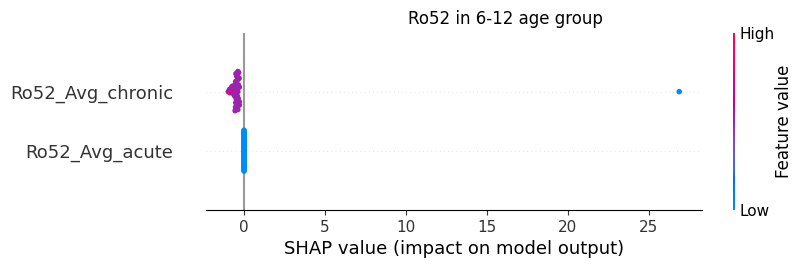 Ro52 in 6-12 age group
High
Ro52_Avg_chronic
Ro52_Avg_acute
Feature value
Low
0 5 10 15 20 25
SHAP value (impact on model output)